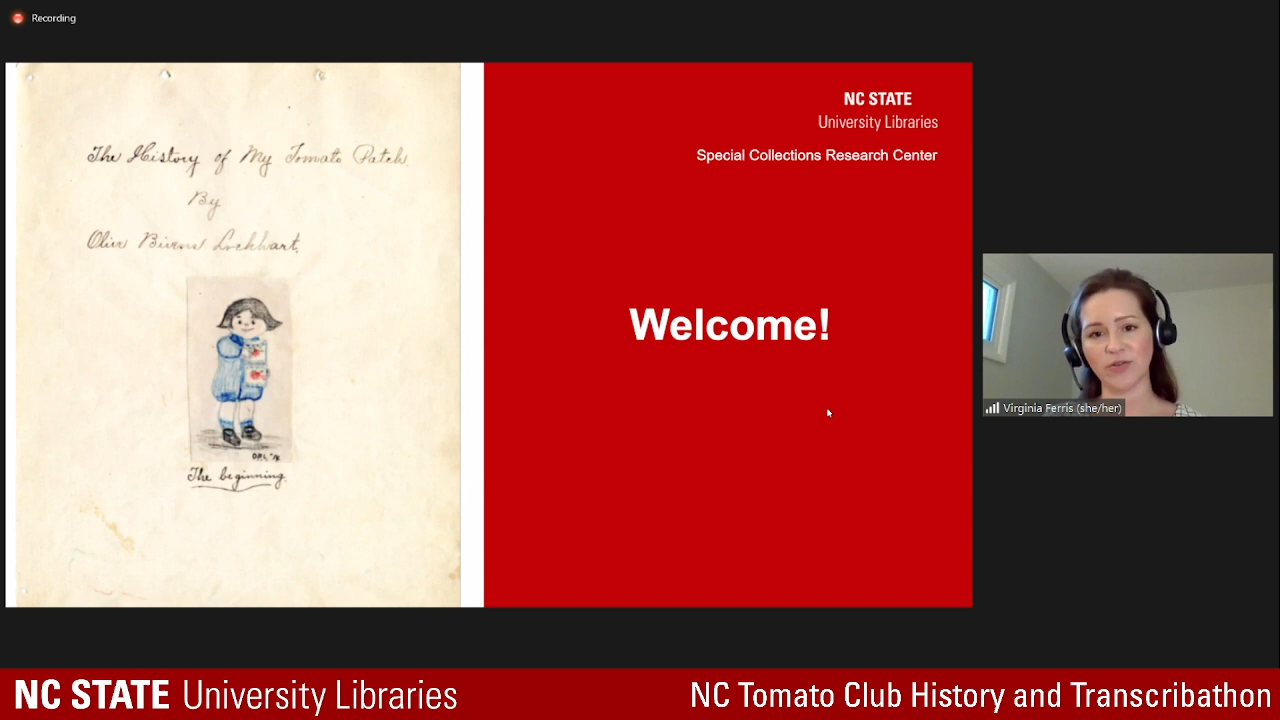 Recording
The History of My Tomato Patch
By
Olive Burns Lockhart.
The beginning.
NC STATE
University Libraries
Special Collections Research Center
Welcome!
Virginia Ferris (she/her)
NC STATE University Libraries
NC Tomato Club History and Transcribathon